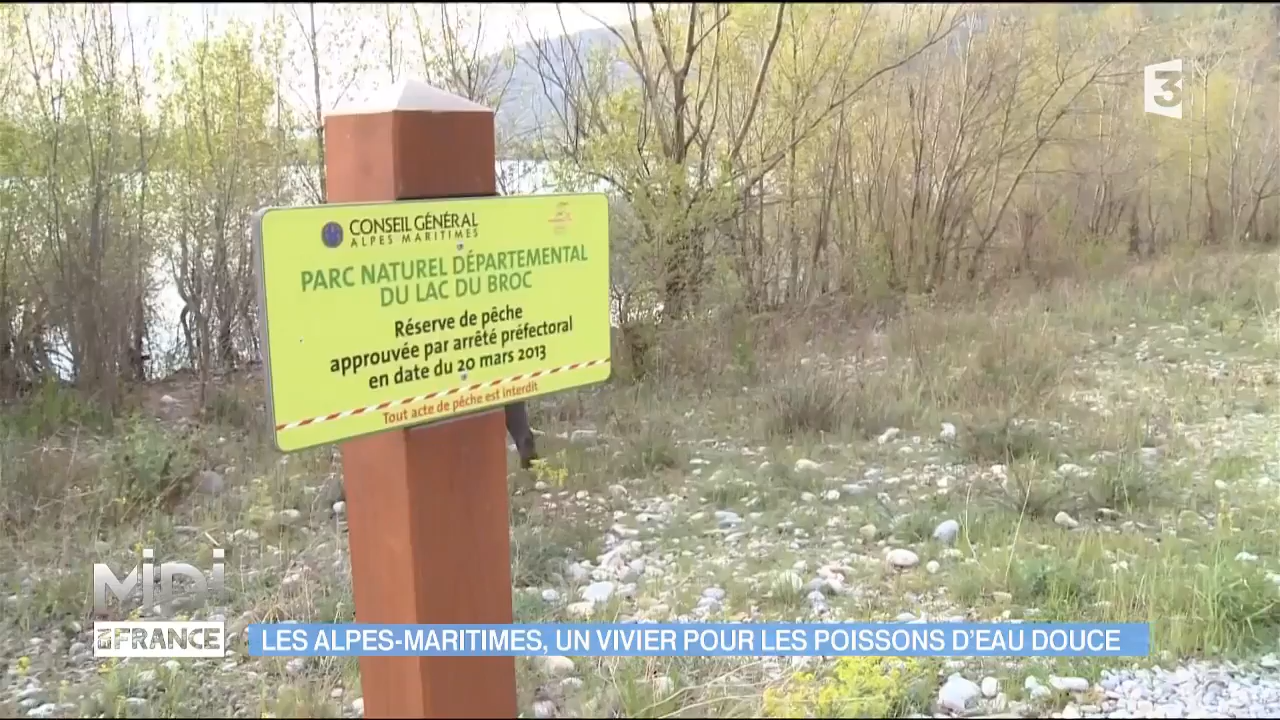 3
CONSEIL GÉNÉRAL
ALPES MARITIMES
PARC NATUREL DÉPARTEMENTAL
DU LAC DU BROC
Réserve de pêche
approuvée par arrêté préfectoral
en date du 20 mars 2013
Tout acte de pêche est interdit
MiDi
EN FRANCE
LES ALPES-MARITIMES, UN VIVIER POUR LES POISSONS D'EAU DOUCE